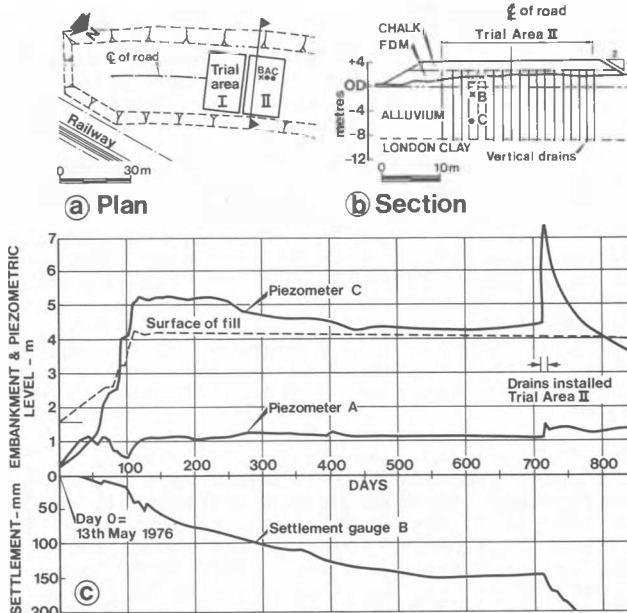 N
℄ of road
Trial area I
BAC
II
Railway
0 30m
ⓐ Plan
℄ of road
Trial Area II
CHALK
FDM
2
+4
OD
-4
-8
-12
metres
B
C
ALLUVIUM
LONDON CLAY
Vertical drains
0 10m
ⓑ Section
EMBANKMENT & PIEZOMETRIC LEVEL – m
7
6
5
4
3
2
1
0
Piezometer C
Surface of fill
Drains installed
Trial Area II
Piezometer A
100 200 300 400 500 600 700 800
DAYS
SETTLEMENT – mm
50
100
150
200
Day 0 =
13th May 1976
Settlement gauge B
ⓒ